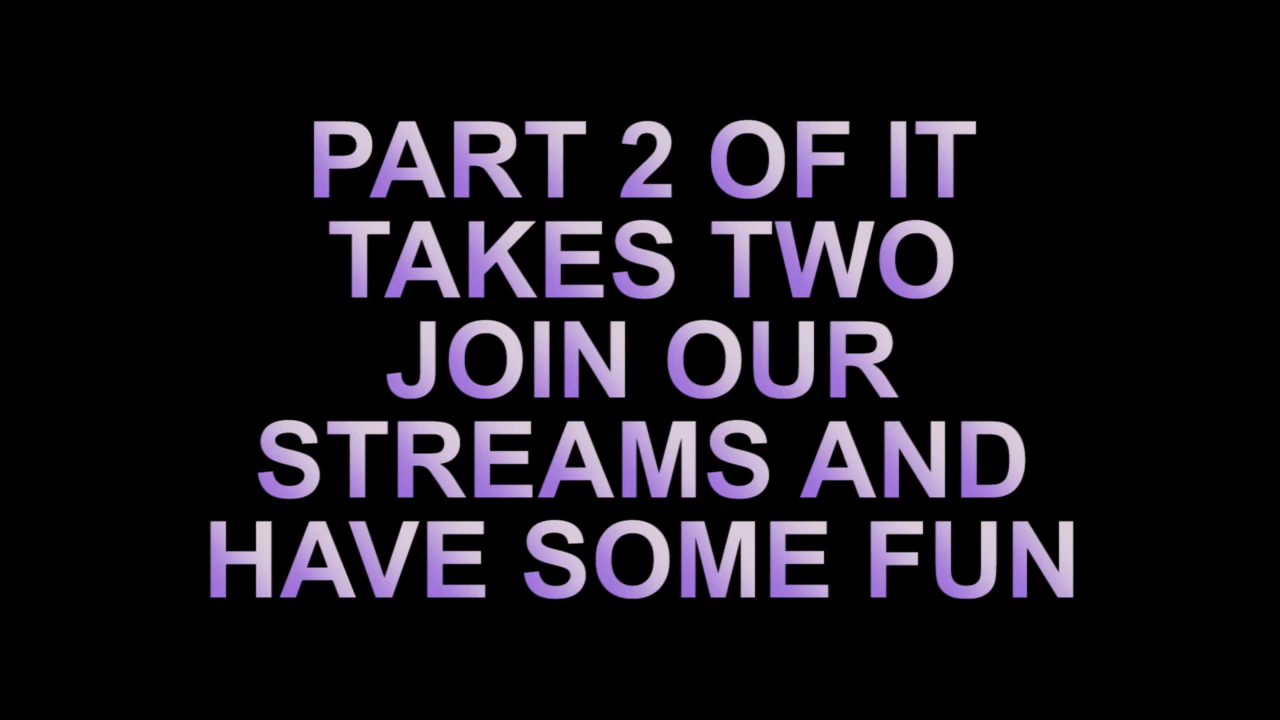 PART 2 OF IT
TAKES TWO
JOIN OUR
STREAMS AND
HAVE SOME FUN